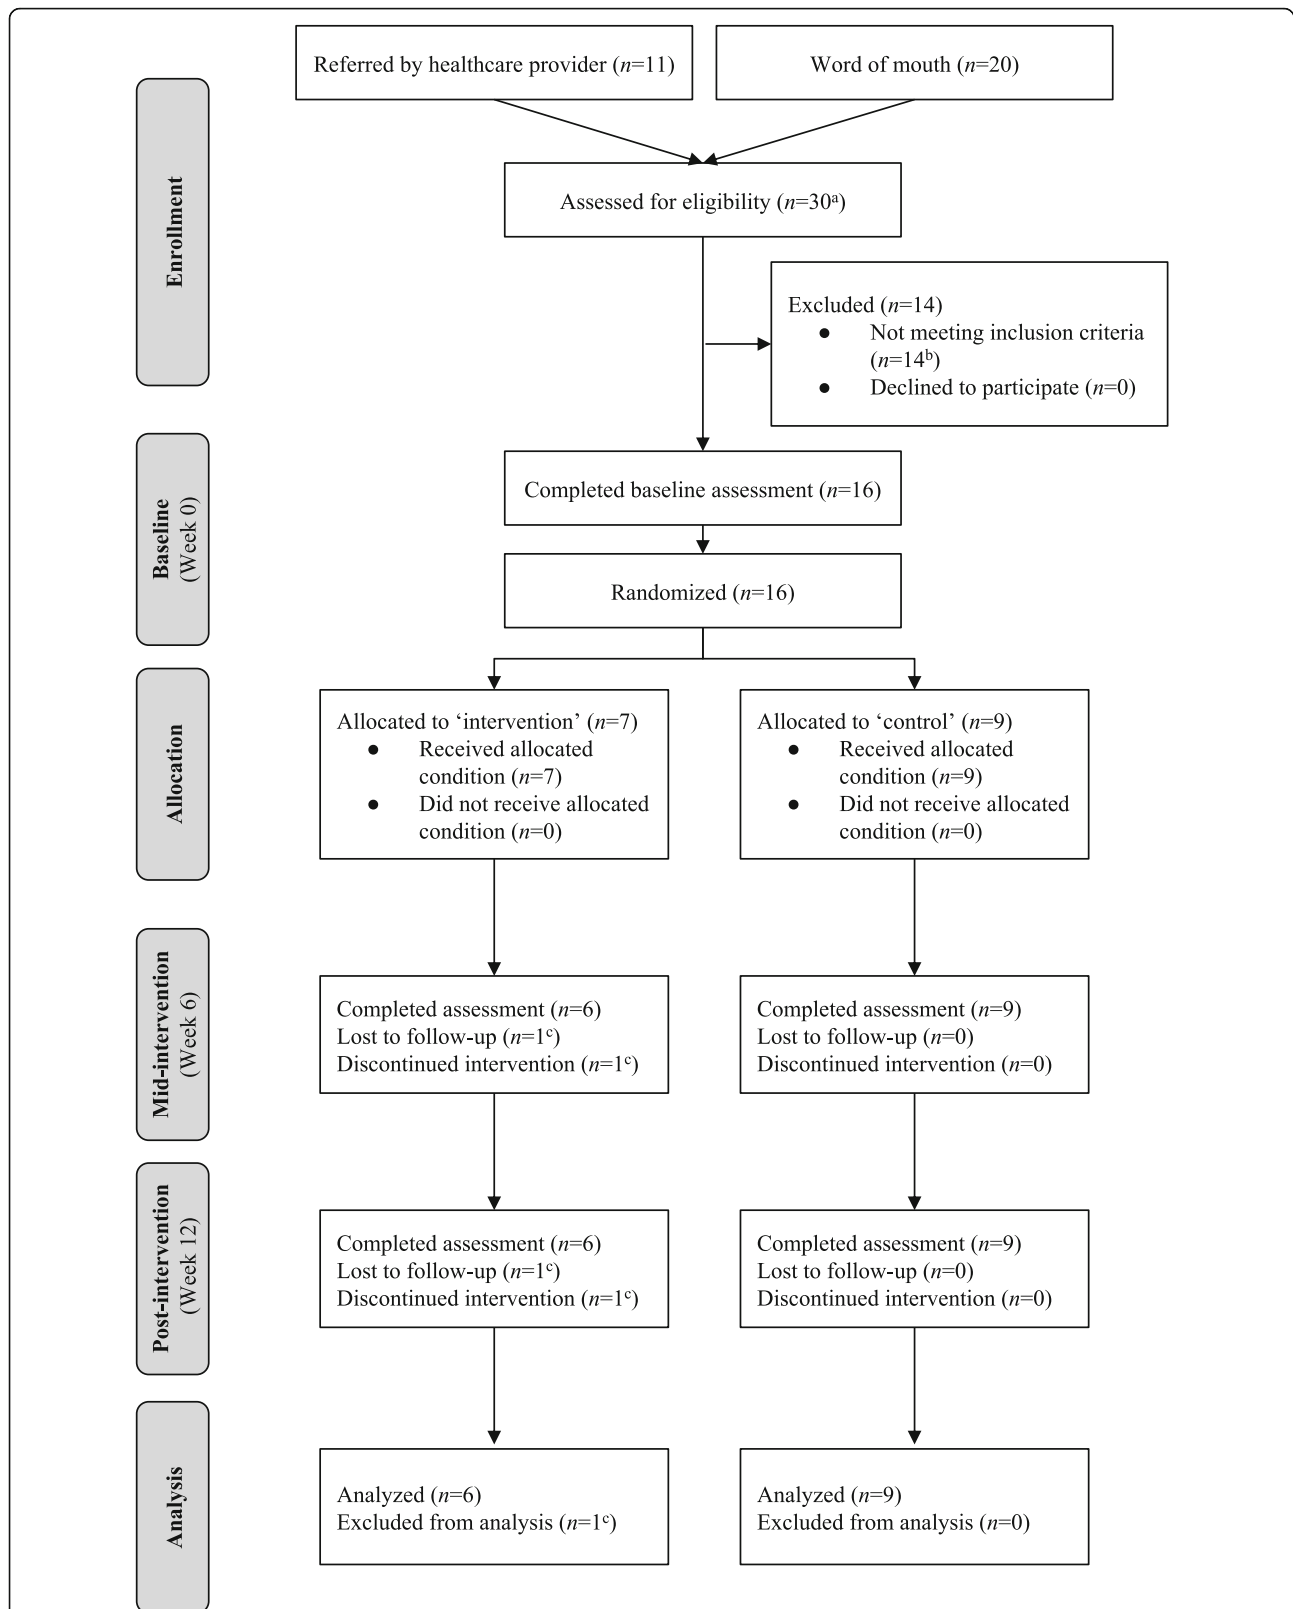 Referred by healthcare provider (n=11)
Word of mouth (n=20)
Enrollment
Assessed for eligibility (n=30ᵃ)
Excluded (n=14)
● Not meeting inclusion criteria
(n=14ᵇ)
● Declined to participate (n=0)
Baseline
(Week 0)
Completed baseline assessment (n=16)
Randomized (n=16)
Allocation
Allocated to ‘intervention’ (n=7)
● Received allocated
condition (n=7)
● Did not receive allocated
condition (n=0)
Allocated to ‘control’ (n=9)
● Received allocated
condition (n=9)
● Did not receive allocated
condition (n=0)
Mid-intervention
(Week 6)
Completed assessment (n=6)
Lost to follow-up (n=1ᶜ)
Discontinued intervention (n=1ᶜ)
Completed assessment (n=9)
Lost to follow-up (n=0)
Discontinued intervention (n=0)
Post-intervention
(Week 12)
Completed assessment (n=6)
Lost to follow-up (n=1ᶜ)
Discontinued intervention (n=1ᶜ)
Completed assessment (n=9)
Lost to follow-up (n=0)
Discontinued intervention (n=0)
Analysis
Analyzed (n=6)
Excluded from analysis (n=1ᶜ)
Analyzed (n=9)
Excluded from analysis (n=0)